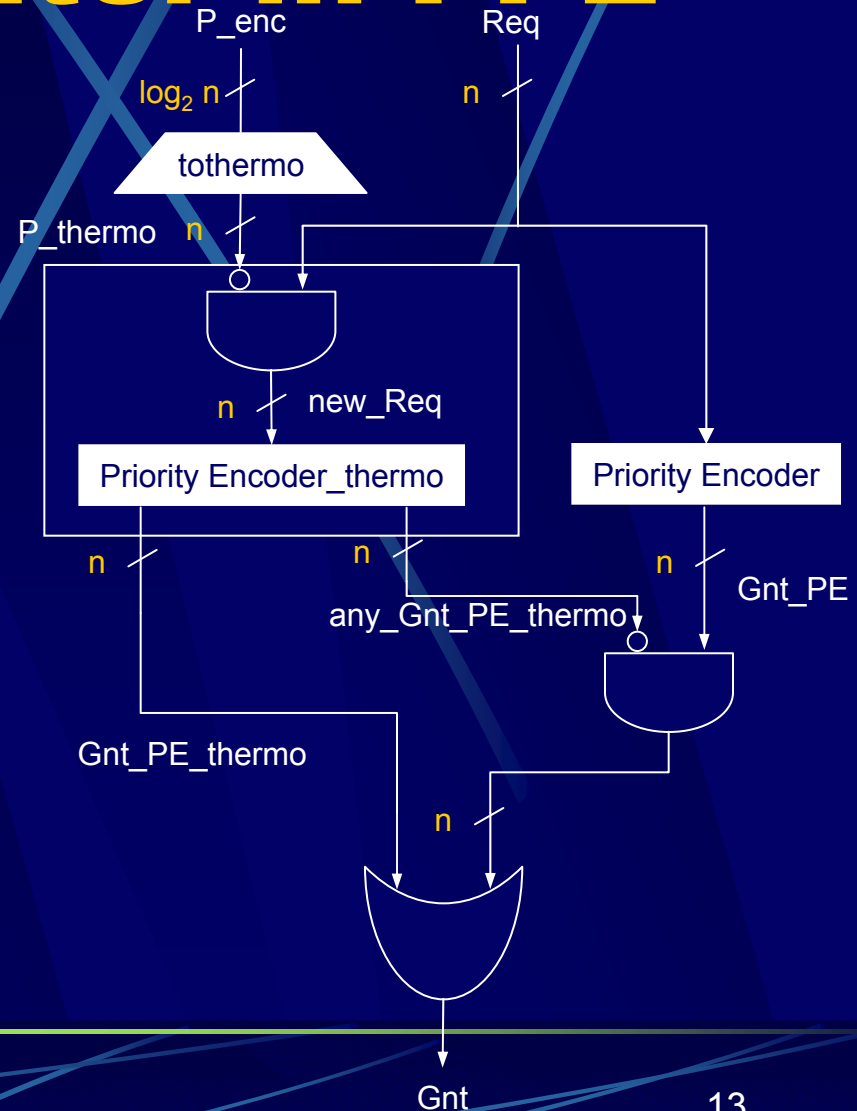 P_enc
Req
log₂ n
n
tothermo
P_thermo
n
n
new_Req
Priority Encoder_thermo
Priority Encoder
n
n
n
Gnt_PE
any_Gnt_PE_thermo
Gnt_PE_thermo
n
Gnt
13